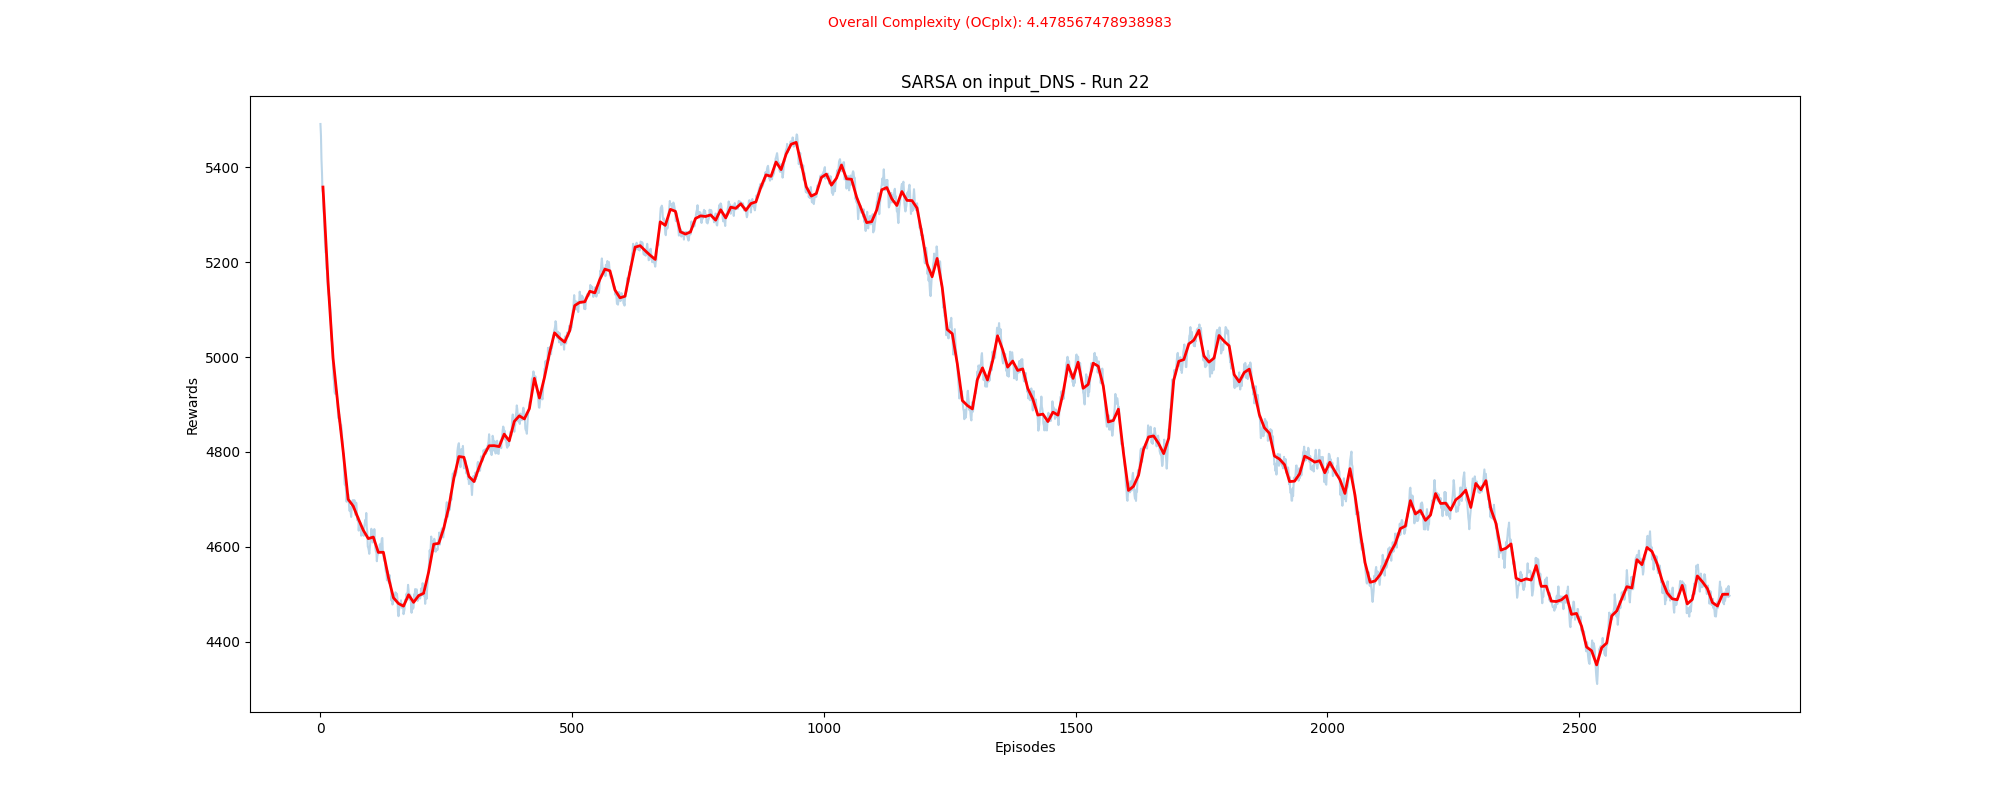 Overall Complexity (OCplx): 4.478567478938983
SARSA on input_DNS - Run 22
5400
5200
5000
4800
4600
4400
Rewards
0 500 1000 1500 2000 2500
Episodes